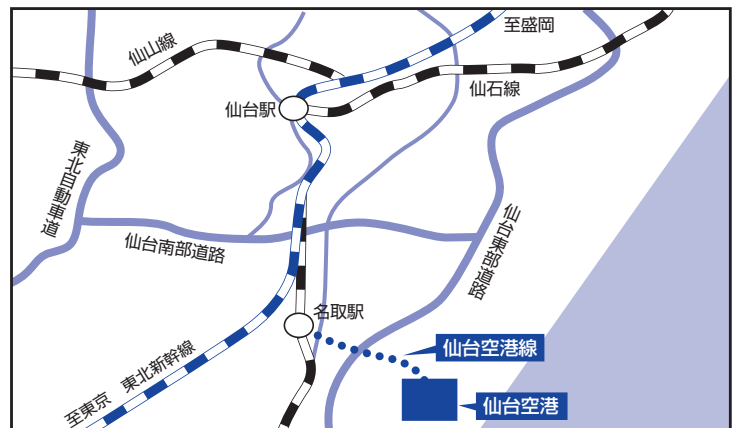 至盛岡
仙山線
仙石線
仙台駅
東北自動車道
仙台南部道路
仙台東部道路
名取駅
仙台空港線
至東京 東北新幹線
仙台空港